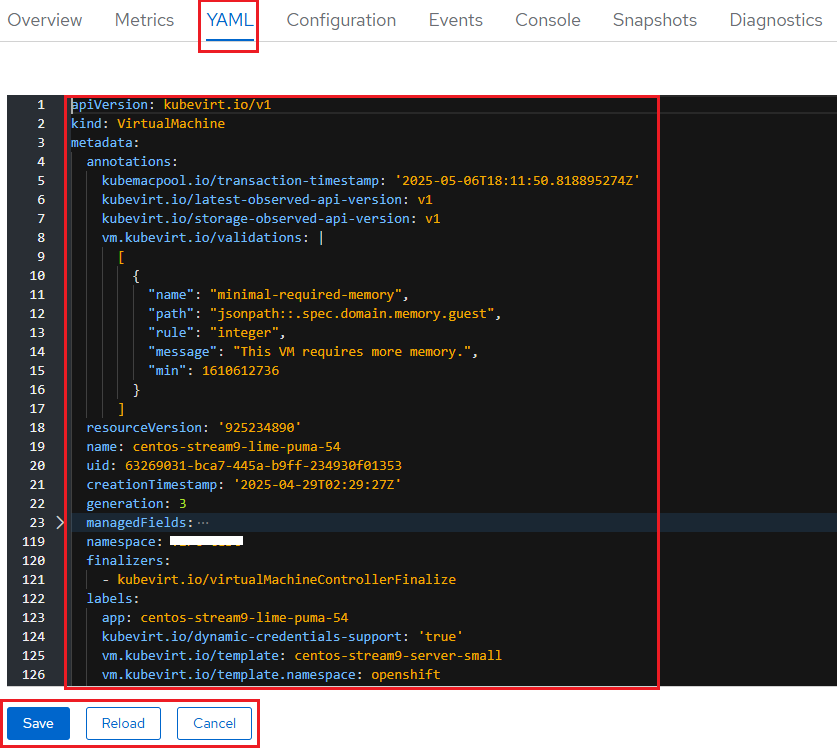 Overview Metrics YAML Configuration Events Console Snapshots Diagnostics
1 apiVersion: kubevirt.io/v1
2 kind: VirtualMachine
3 metadata:
4 annotations:
5 kubemacpool.io/transaction-timestamp: '2025-05-06T18:11:50.818895274Z'
6 kubevirt.io/latest-observed-api-version: v1
7 kubevirt.io/storage-observed-api-version: v1
8 vm.kubevirt.io/validations: |
9 [
10 {
11 "name": "minimal-required-memory",
12 "path": "jsonpath::.spec.domain.memory.guest",
13 "rule": "integer",
14 "message": "This VM requires more memory.",
15 "min": 1610612736
16 }
17 ]
18 resourceVersion: '925234890'
19 name: centos-stream9-lime-puma-54
20 uid: 63269031-bca7-445a-b9ff-234930f01353
21 creationTimestamp: '2025-04-29T02:29:27Z'
22 generation: 3
23 managedFields: ···
119 namespace:
120 finalizers:
121 - kubevirt.io/virtualMachineControllerFinalize
122 labels:
123 app: centos-stream9-lime-puma-54
124 kubevirt.io/dynamic-credentials-support: 'true'
125 vm.kubevirt.io/template: centos-stream9-server-small
126 vm.kubevirt.io/template.namespace: openshift
Save Reload Cancel